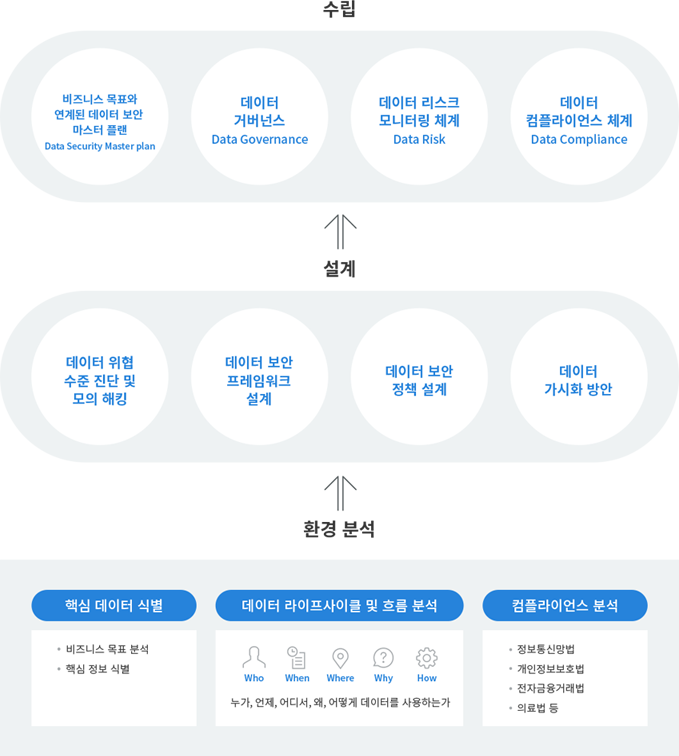 수립
비즈니스 목표와
연계된 데이터 보안
마스터 플랜
Data Security Master plan
데이터
거버넌스
Data Governance
데이터 리스크
모니터링 체계
Data Risk
데이터
컴플라이언스 체계
Data Compliance
설계
데이터 위협
수준 진단 및
모의 해킹
데이터 보안
프레임워크
설계
데이터 보안
정책 설계
데이터
가시화 방안
환경 분석
핵심 데이터 식별
• 비즈니스 목표 분석
• 핵심 정보 식별
데이터 라이프사이클 및 흐름 분석
Who When Where Why How
누가, 언제, 어디서, 왜, 어떻게 데이터를 사용하는가
컴플라이언스 분석
• 정보통신망법
• 개인정보보호법
• 전자금융거래법
• 의료법 등